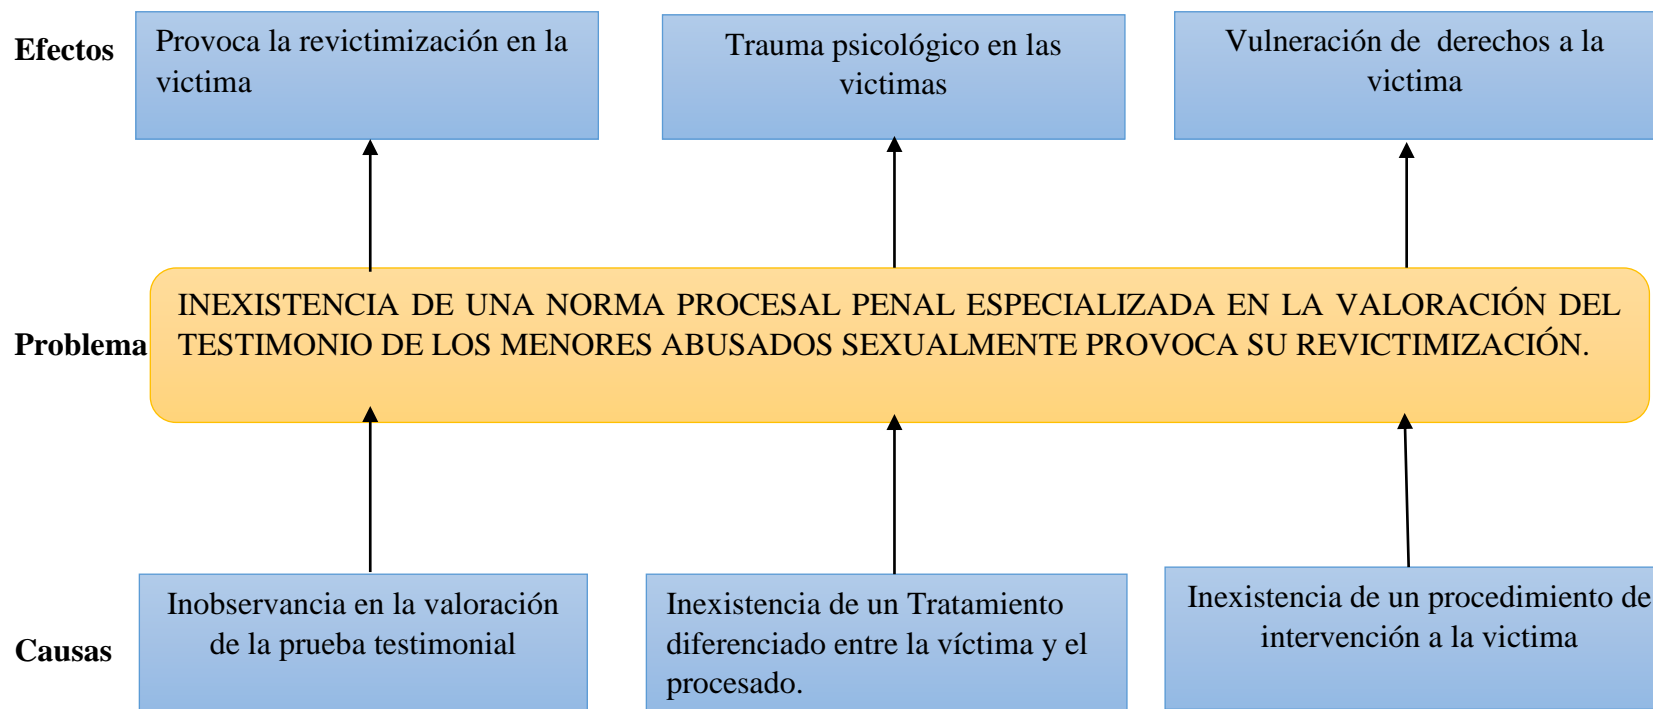 Efectos
Provoca la revictimización en la
victima
Trauma psicológico en las
victimas
Vulneración de derechos a la
victima
Problema
INEXISTENCIA DE UNA NORMA PROCESAL PENAL ESPECIALIZADA EN LA VALORACIÓN DEL
TESTIMONIO DE LOS MENORES ABUSADOS SEXUALMENTE PROVOCA SU REVICTIMIZACIÓN.
Causas
Inobservancia en la valoración
de la prueba testimonial
Inexistencia de un Tratamiento
diferenciado entre la víctima y el
procesado.
Inexistencia de un procedimiento de
intervención a la victima